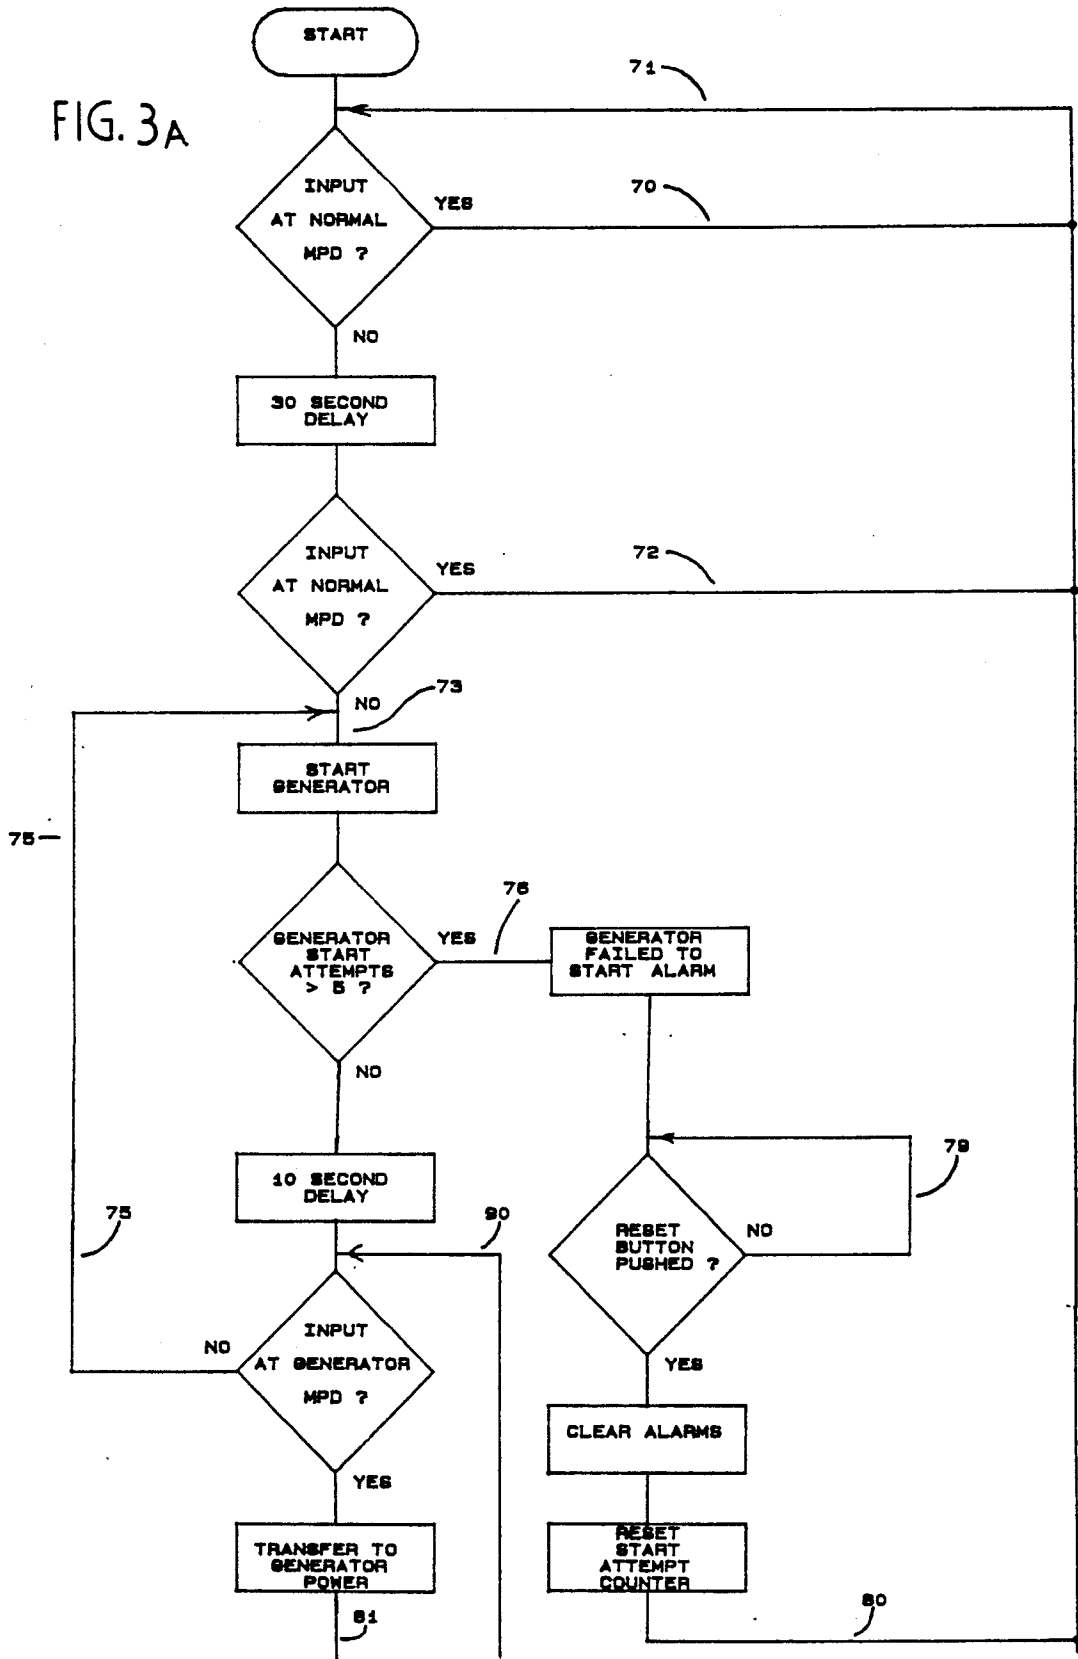 START
71
FIG. 3A
INPUT
AT NORMAL
MPD ?
YES
70
NO
30 SECOND
DELAY
INPUT
AT NORMAL
MPD ?
YES
72
NO
73
START
GENERATOR
75
GENERATOR
START
ATTEMPTS
> 5 ?
YES
76
GENERATOR
FAILED TO
START ALARM
NO
10 SECOND
DELAY
79
75
90
RESET
BUTTON
PUSHED ?
NO
INPUT
AT GENERATOR
MPD ?
NO
YES
YES
CLEAR ALARMS
TRANSFER TO
GENERATOR
POWER
RESET
START
ATTEMPT
COUNTER
81
80